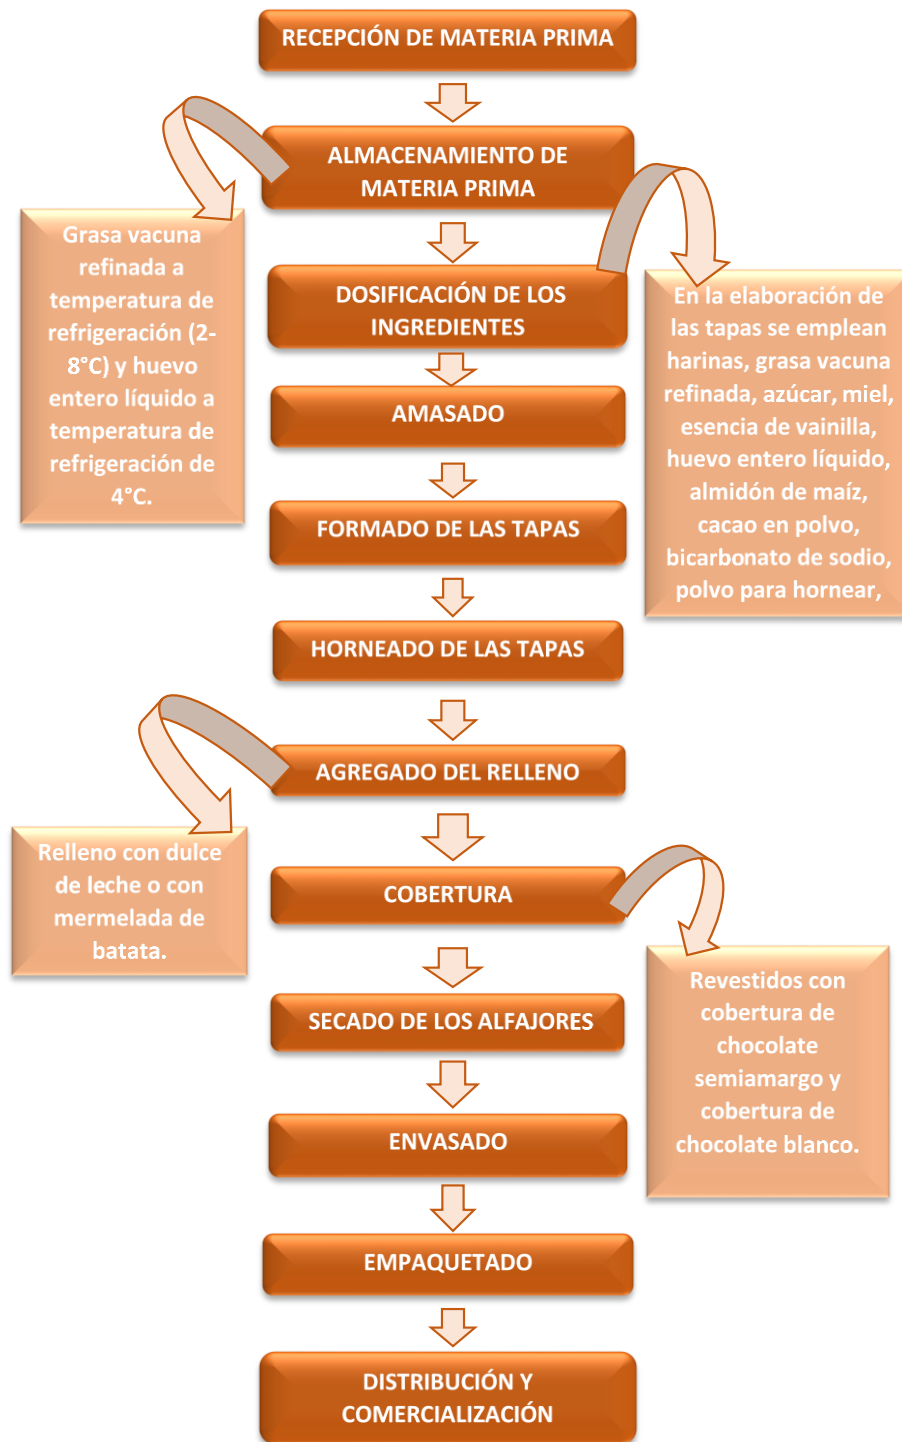 RECEPCIÓN DE MATERIA PRIMA
ALMACENAMIENTO DE
MATERIA PRIMA
Grasa vacuna
refinada a
temperatura de
refrigeración (2-
8°C) y huevo
entero líquido a
temperatura de
refrigeración de
4°C.
DOSIFICACIÓN DE LOS
INGREDIENTES
En la elaboración de
las tapas se emplean
harinas, grasa vacuna
refinada, azúcar, miel,
esencia de vainilla,
huevo entero líquido,
almidón de maíz,
cacao en polvo,
bicarbonato de sodio,
polvo para hornear,
AMASADO
FORMADO DE LAS TAPAS
HORNEADO DE LAS TAPAS
AGREGADO DEL RELLENO
Relleno con dulce
de leche o con
mermelada de
batata.
COBERTURA
Revestidos con
cobertura de
chocolate
semiamargo y
cobertura de
chocolate blanco.
SECADO DE LOS ALFAJORES
ENVASADO
EMPAQUETADO
DISTRIBUCIÓN Y
COMERCIALIZACIÓN